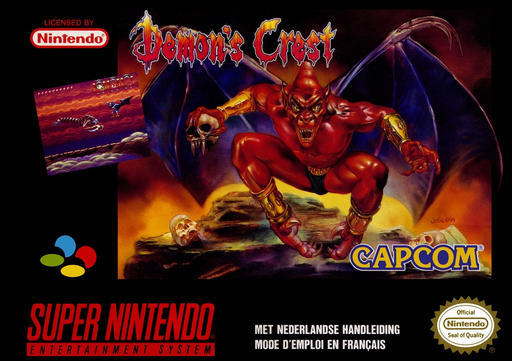 LICENSED BY
Nintendo®
Demon's Crest
CAPCOM®
SUPER NINTENDO®
ENTERTAINMENT SYSTEM
MET NEDERLANDSE HANDLEIDING
MODE D'EMPLOI EN FRANÇAIS
Official
Nintendo
Seal of Quality